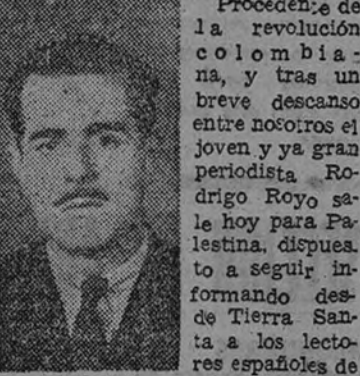 Procedente de
la revolución
colombia-
na, y tras un
breve descanso
entre nosotros el
joven y ya gran
periodista Ro-
drigo Royo sa-
le hoy para Pa-
lestina, dispues.
to a seguir in-
formando des-
de Tierra San-
ta a los lecto-
res españoles de